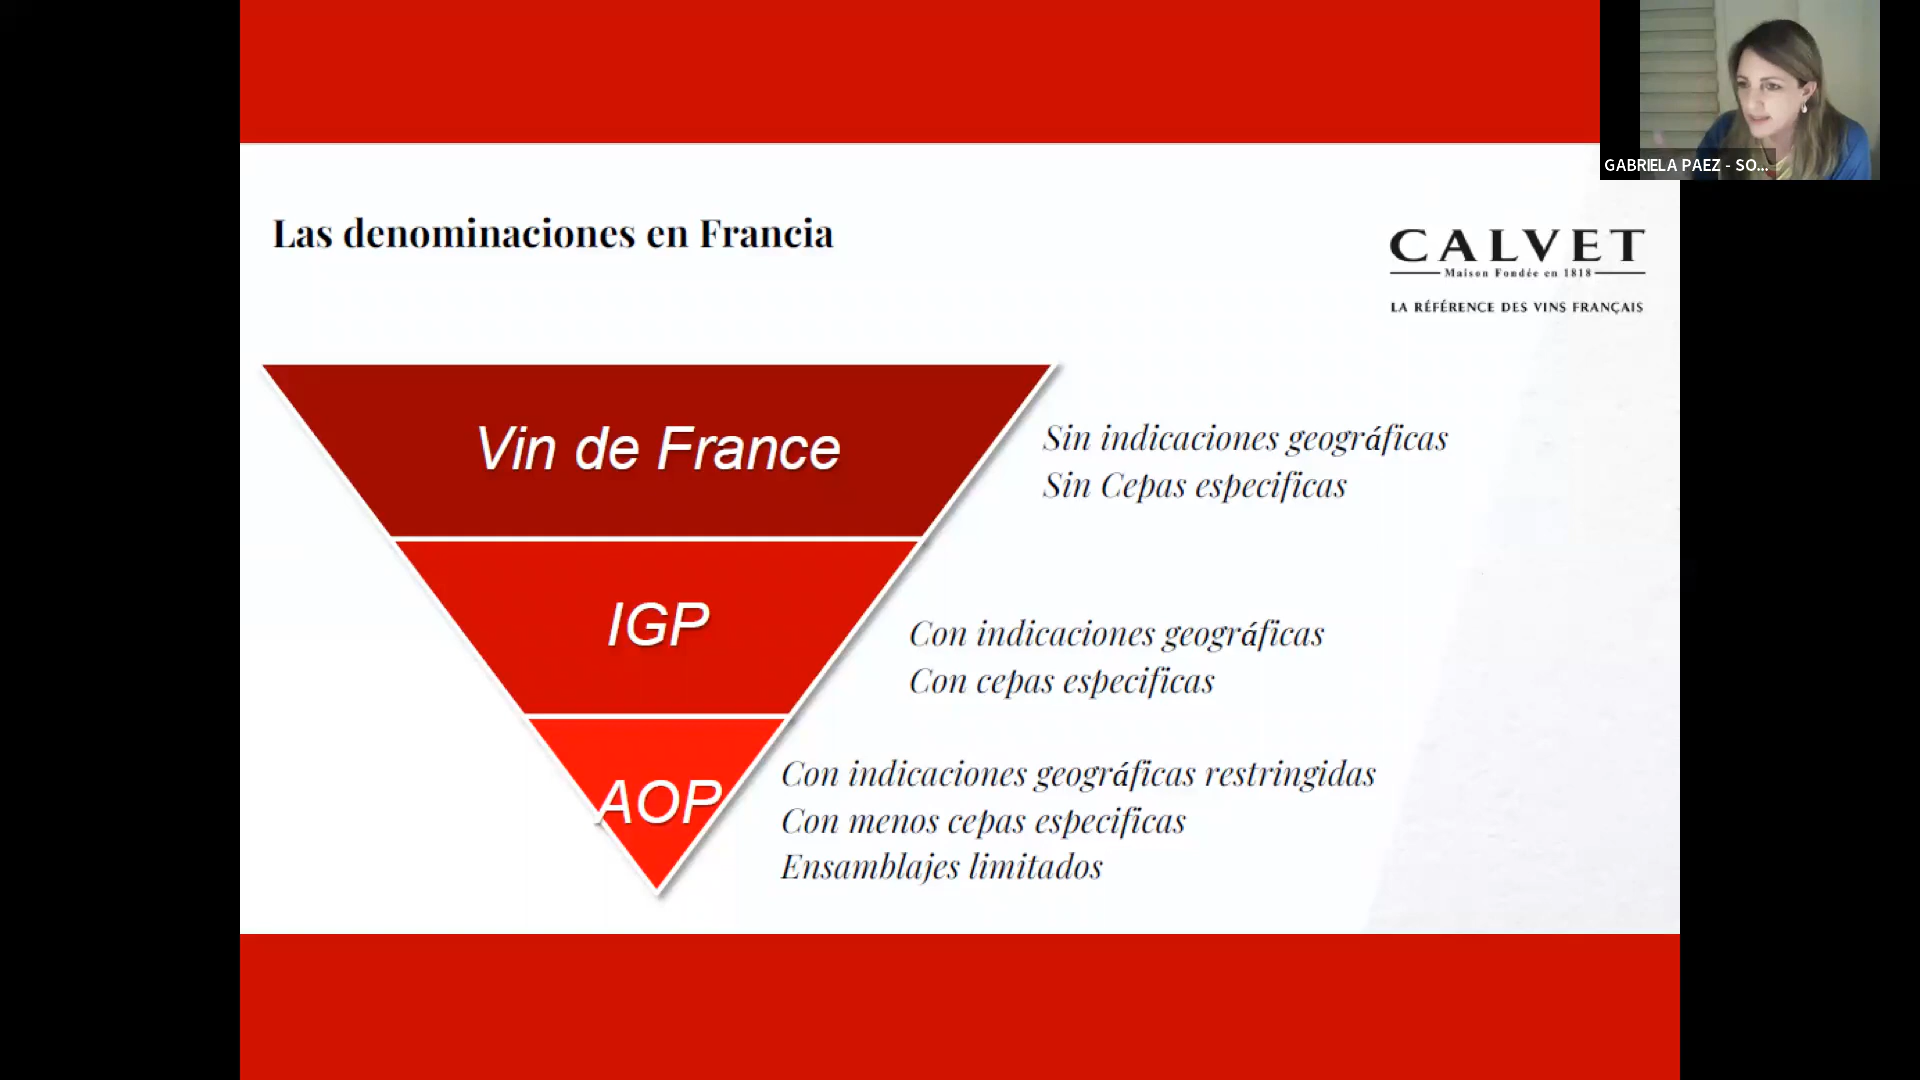 GABRIELA PAEZ - SO...
Las denominaciones en Francia
CALVET
Maison Fondée en 1818
LA RÉFÉRENCE DES VINS FRANÇAIS
Vin de France
Sin indicaciones geográficas
Sin Cepas especificas
IGP
Con indicaciones geográficas
Con cepas especificas
AOP
Con indicaciones geográficas restringidas
Con menos cepas especificas
Ensamblajes limitados